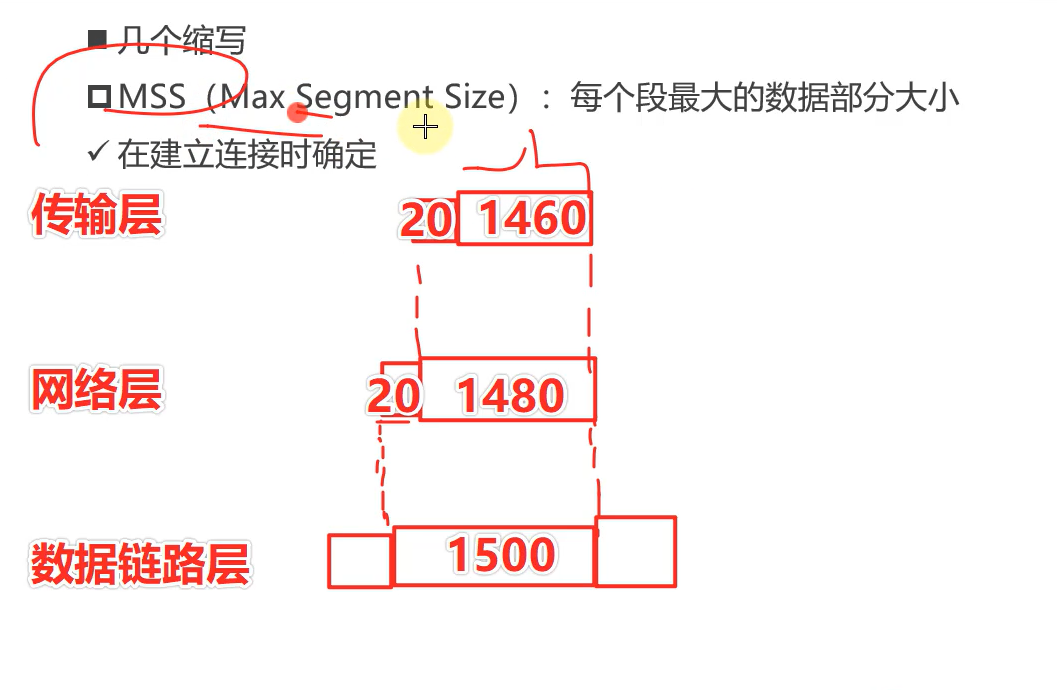 几个缩写
MSS（Max Segment Size）：每个段最大的数据部分大小
在建立连接时确定
传输层 20 1460
网络层 20 1480
数据链路层 1500